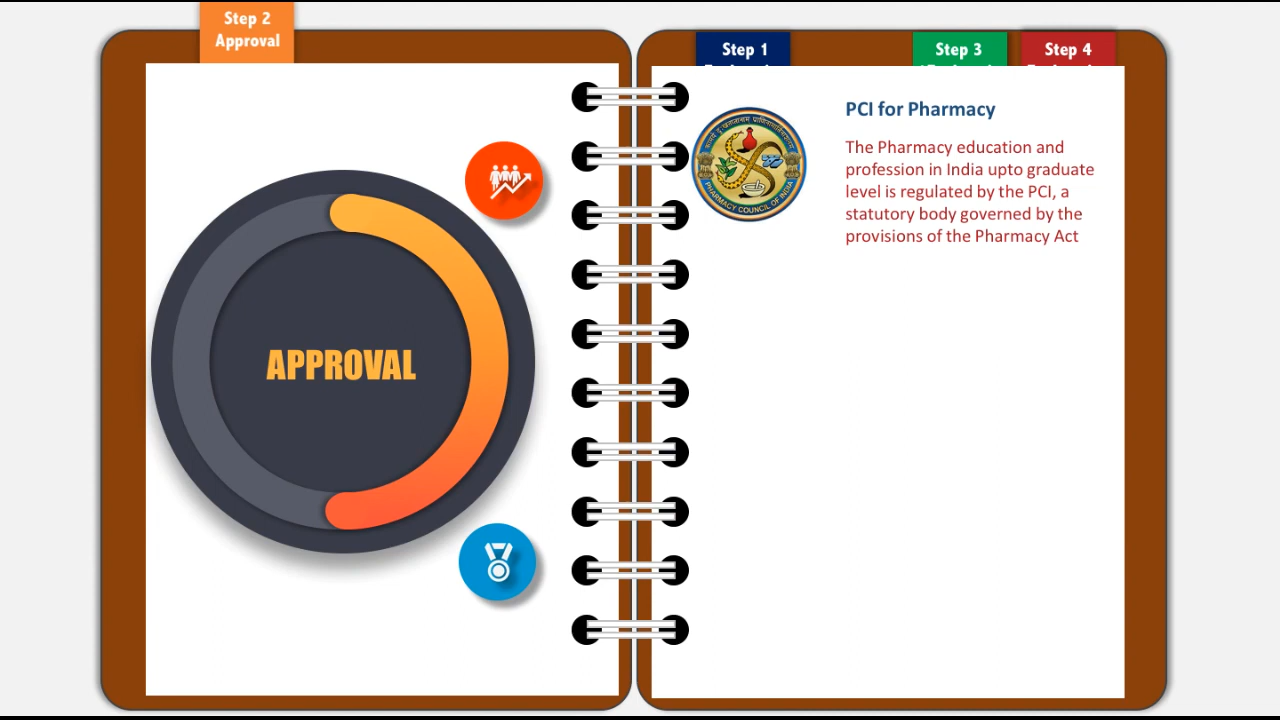 Step 2
Approval
APPROVAL
Step 1
Step 3
Step 4
PHARMACY COUNCIL OF INDIA
PCI for Pharmacy
The Pharmacy education and
profession in India upto graduate
level is regulated by the PCI, a
statutory body governed by the
provisions of the Pharmacy Act